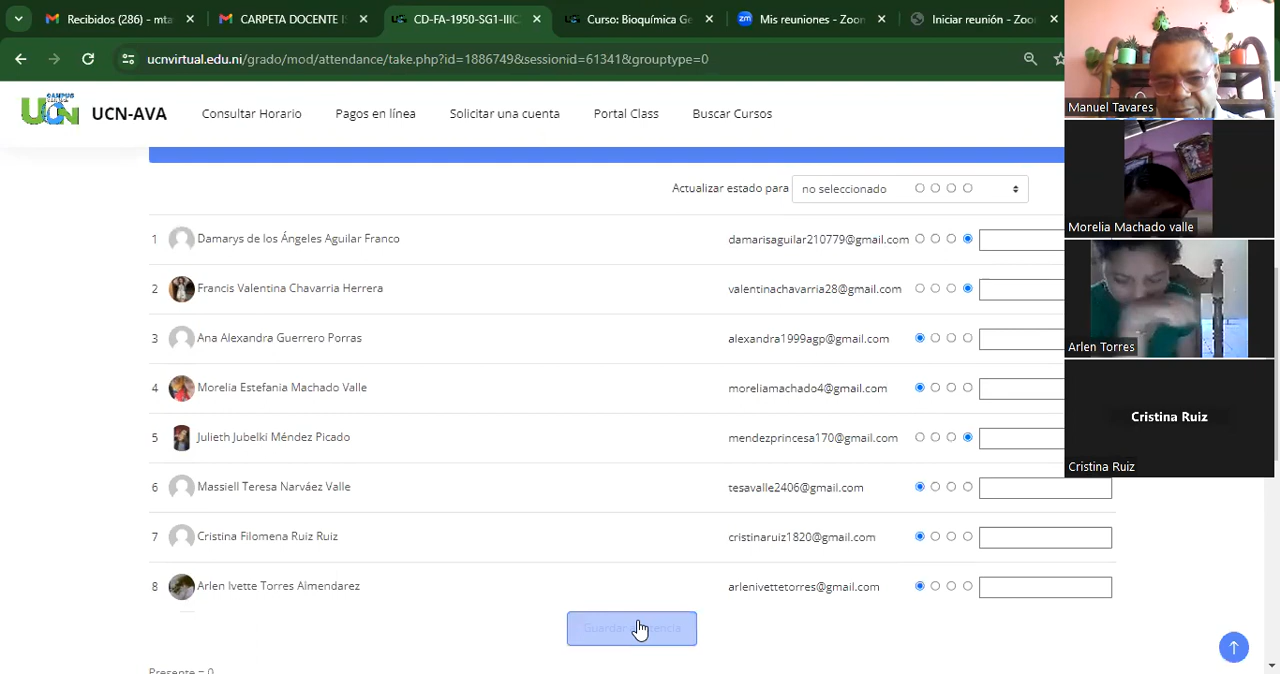 Recibidos (286) - mta
CARPETA DOCENTE I
CD-FA-1950-SG1-IIIC
Curso: Bioquímica Ge
zm Mis reuniones - Zoo
Iniciar reunión - Zoo
ucnvirtual.edu.ni/grado/mod/attendance/take.php?id=1886749&sessionid=61341&grouptype=0
CAMPUS
UCN
UCN-AVA
Consultar Horario
Pagos en línea
Solicitar una cuenta
Portal Class
Buscar Cursos
Actualizar estado para
no seleccionado
1 Damarys de los Ángeles Aguilar Franco damarisaguilar210779@gmail.com
2 Francis Valentina Chavarria Herrera valentinachavarria28@gmail.com
3 Ana Alexandra Guerrero Porras alexandra1999agp@gmail.com
4 Morelia Estefania Machado Valle moreliamachado4@gmail.com
5 Julieth Jubelki Méndez Picado mendezprincesa170@gmail.com
6 Massiell Teresa Narváez Valle tesavalle2406@gmail.com
7 Cristina Filomena Ruiz Ruiz cristinaruiz1820@gmail.com
8 Arlen Ivette Torres Almendarez arlenivettetorres@gmail.com
Guardar
Presente = 0
Manuel Tavares
Morelia Machado valle
Arlen Torres
Cristina Ruiz
Cristina Ruiz